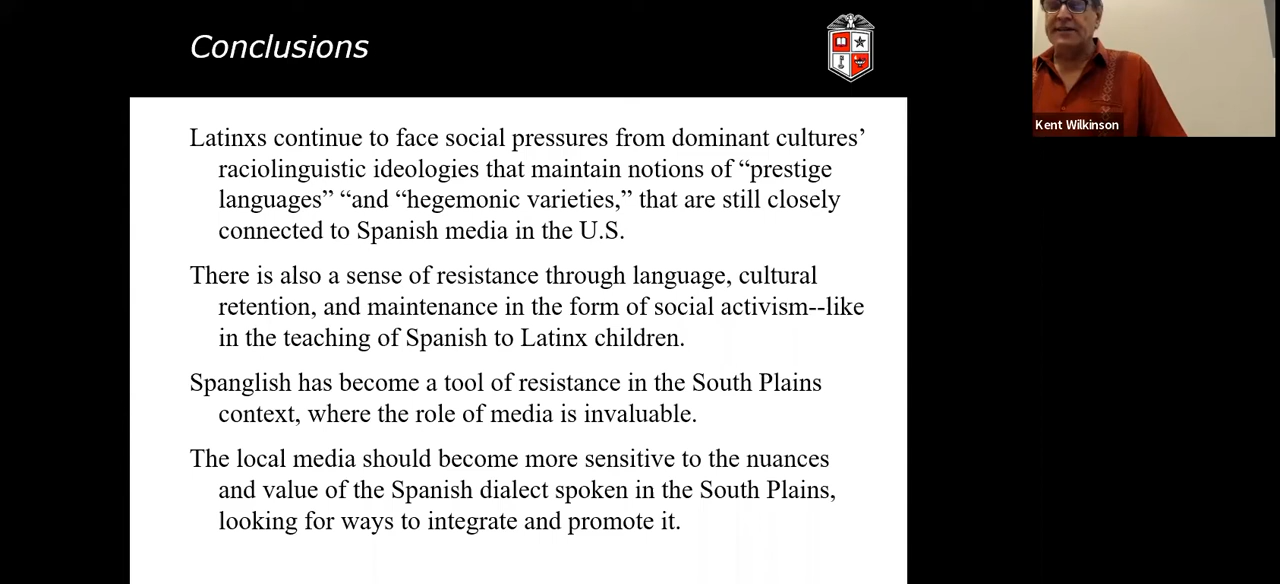 Conclusions
Kent Wilkinson
Latinxs continue to face social pressures from dominant cultures’
raciolinguistic ideologies that maintain notions of “prestige
languages” “and “hegemonic varieties,” that are still closely
connected to Spanish media in the U.S.
There is also a sense of resistance through language, cultural
retention, and maintenance in the form of social activism--like
in the teaching of Spanish to Latinx children.
Spanglish has become a tool of resistance in the South Plains
context, where the role of media is invaluable.
The local media should become more sensitive to the nuances
and value of the Spanish dialect spoken in the South Plains,
looking for ways to integrate and promote it.